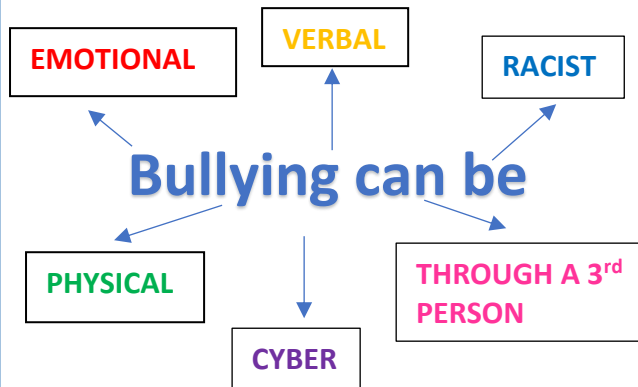 EMOTIONAL
VERBAL
RACIST
Bullying can be
PHYSICAL
CYBER
THROUGH A 3rd
PERSON